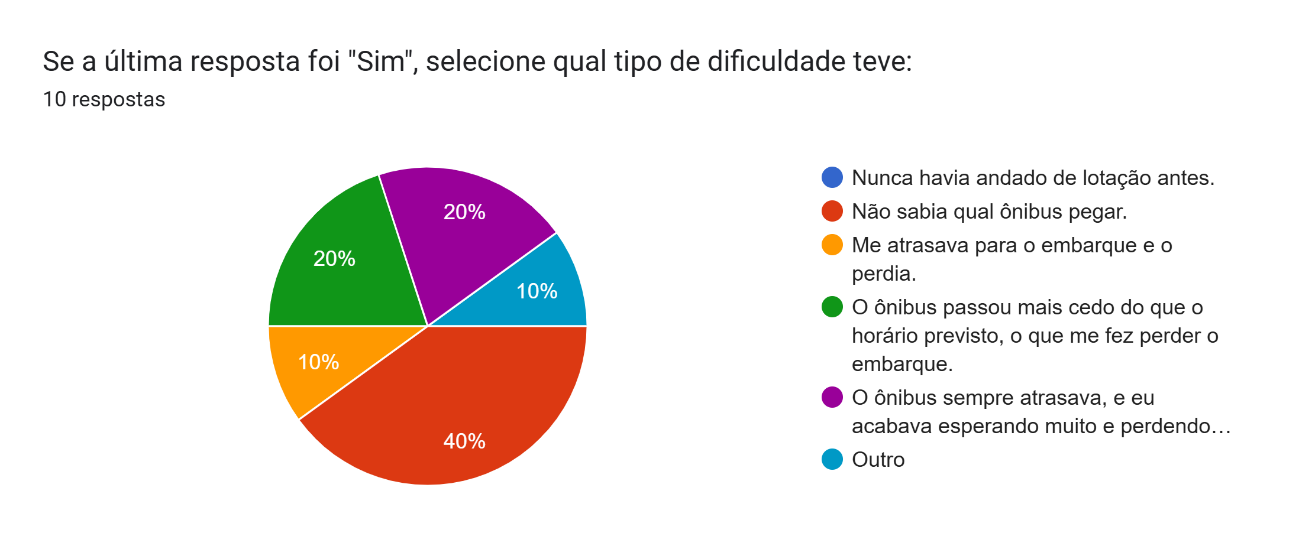 Se a última resposta foi "Sim", selecione qual tipo de dificuldade teve:
10 respostas
20%
20%
10%
10%
40%
Nunca havia andado de lotação antes.
Não sabia qual ônibus pegar.
Me atrasava para o embarque e o
perdia.
O ônibus passou mais cedo do que o
horário previsto, o que me fez perder o
embarque.
O ônibus sempre atrasava, e eu
acabava esperando muito e perdendo…
Outro